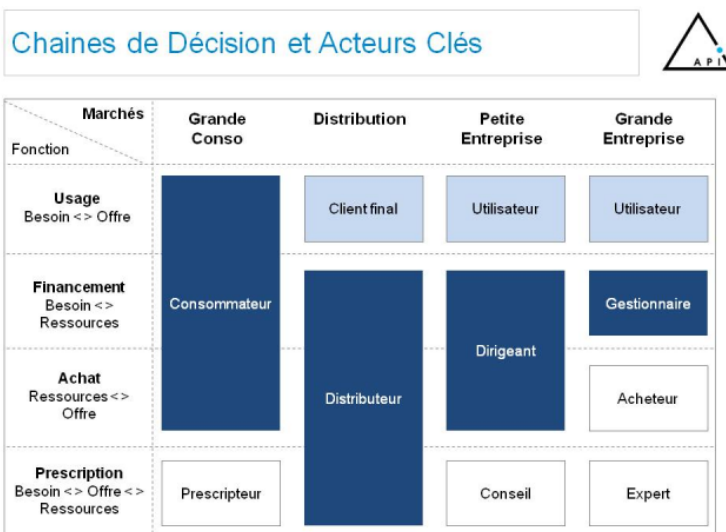 Chaines de Décision et Acteurs Clés
API
Marchés
Fonction
Grande
Conso
Distribution
Petite
Entreprise
Grande
Entreprise
Usage
Besoin <> Offre
Client final
Utilisateur
Utilisateur
Financement
Besoin <>
Ressources
Consommateur
Gestionnaire
Dirigeant
Achat
Ressources <>
Offre
Distributeur
Acheteur
Prescription
Besoin <> Offre <>
Ressources
Prescripteur
Conseil
Expert